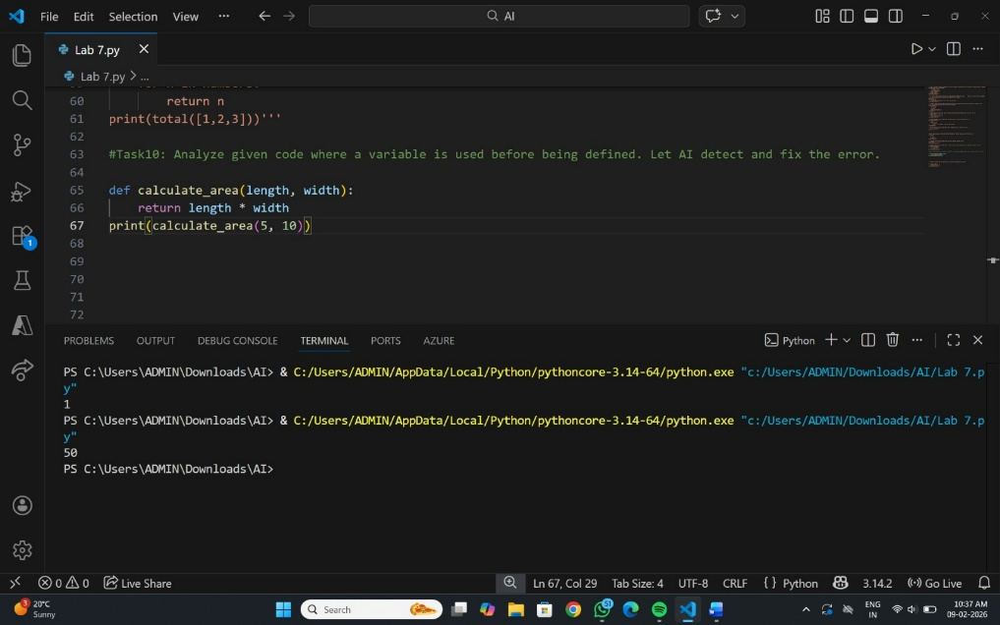 File Edit Selection View ··· AI
Lab 7.py
Lab 7.py > ...
60 return n
61 print(total([1,2,3]))'''
62
63 #Task10: Analyze given code where a variable is used before being defined. Let AI detect and fix the error.
64
65 def calculate_area(length, width):
66 return length * width
67 print(calculate_area(5, 10))
68
69
70
71
72
1
PROBLEMS OUTPUT DEBUG CONSOLE TERMINAL PORTS AZURE Python
PS C:\Users\ADMIN\Downloads\AI> & C:/Users/ADMIN/AppData/Local/Python/pythoncore-3.14-64/python.exe "c:/Users/ADMIN/Downloads/AI/Lab 7.p
y"
1
PS C:\Users\ADMIN\Downloads\AI> & C:/Users/ADMIN/AppData/Local/Python/pythoncore-3.14-64/python.exe "c:/Users/ADMIN/Downloads/AI/Lab 7.p
y"
50
PS C:\Users\ADMIN\Downloads\AI>
0 0 Live Share Ln 67, Col 29 Tab Size: 4 UTF-8 CRLF { } Python 3.14.2 Go Live
3 20°C
Sunny
Search
51
ENG
IN
10:37 AM
09-02-2026